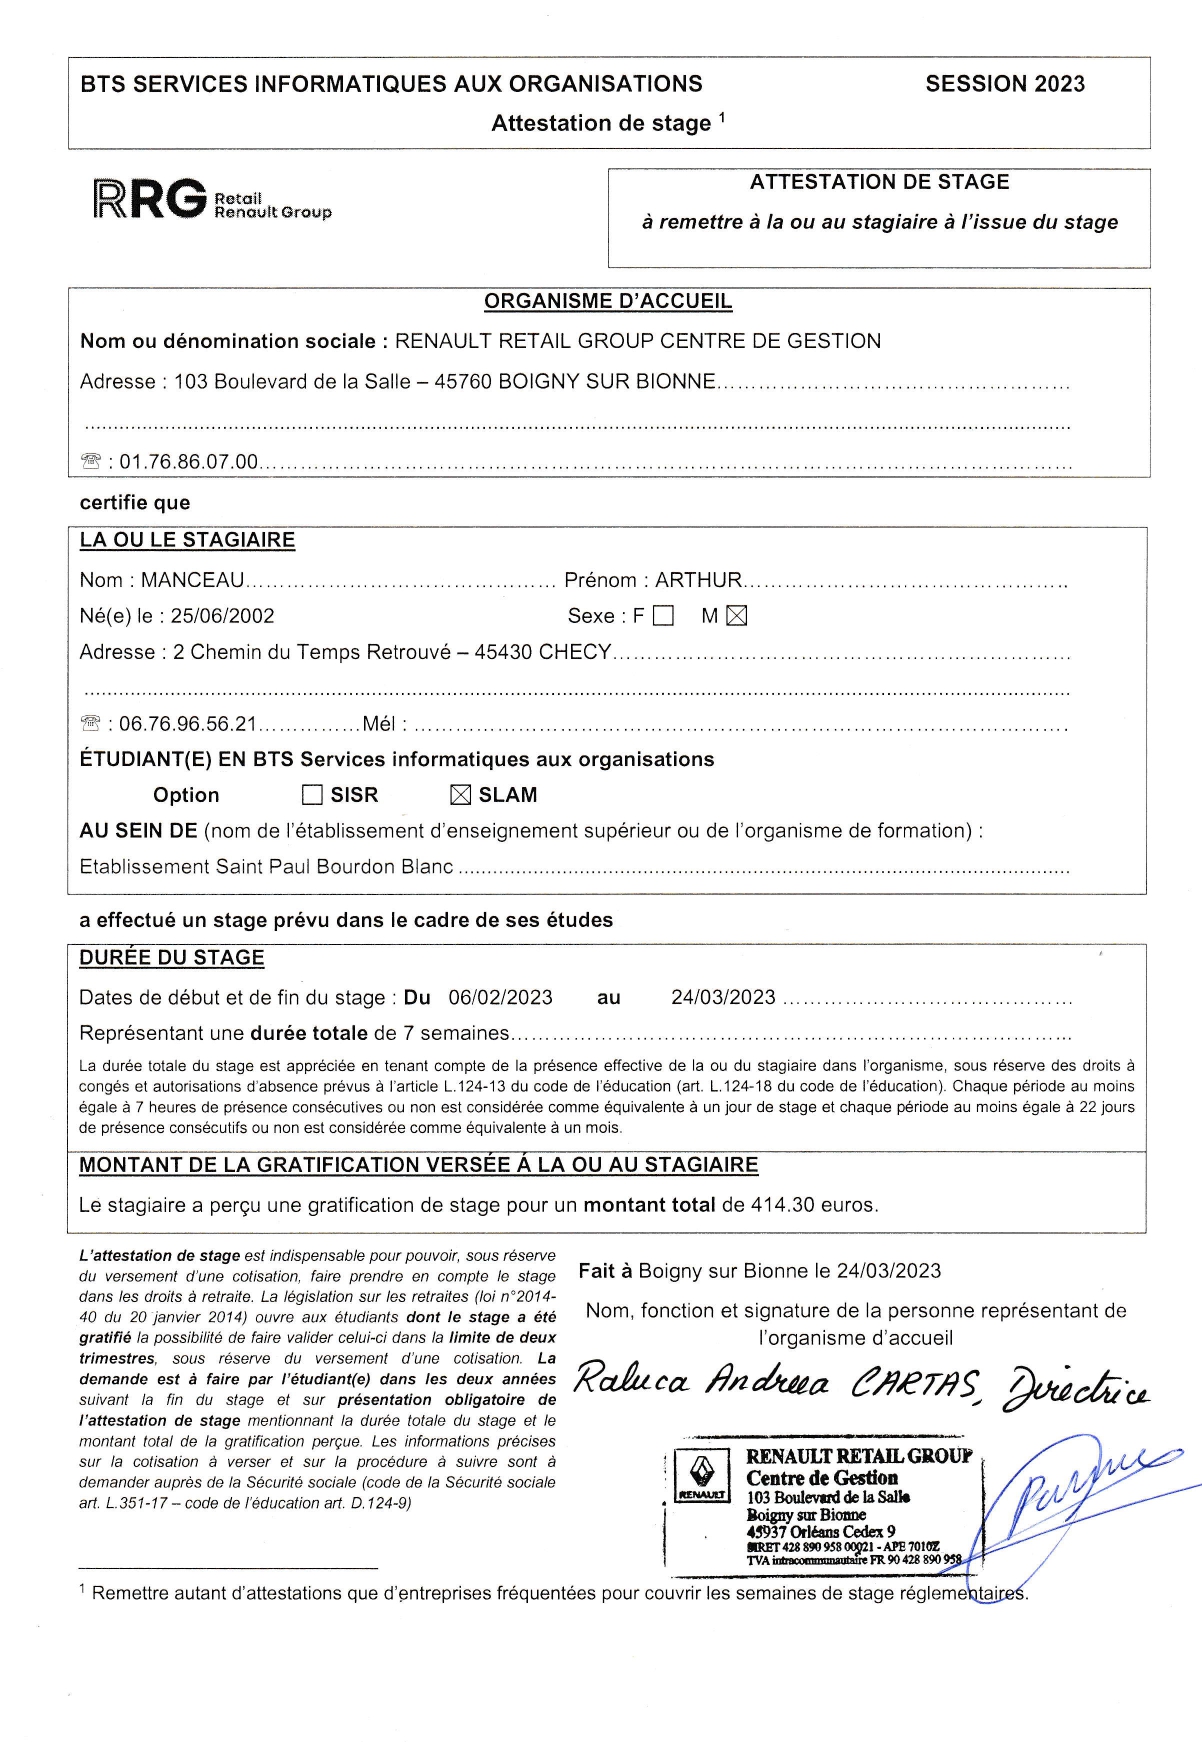 BTS SERVICES INFORMATIQUES AUX ORGANISATIONS SESSION 2023
Attestation de stage 1
RRG Retail
Renault Group
ATTESTATION DE STAGE
à remettre à la ou au stagiaire à l'issue du stage
ORGANISME D'ACCUEIL
Nom ou dénomination sociale : RENAULT RETAIL GROUP CENTRE DE GESTION
Adresse : 103 Boulevard de la Salle – 45760 BOIGNY SUR BIONNE
☏ : 01.76.86.07.00
certifie que
LA OU LE STAGIAIRE
Nom : MANCEAU Prénom : ARTHUR
Né(e) le : 25/06/2002 Sexe : F ☐ M ☒
Adresse : 2 Chemin du Temps Retrouvé – 45430 CHECY
☏ : 06.76.96.56.21 Mél :
ÉTUDIANT(E) EN BTS Services informatiques aux organisations
Option ☐ SISR ☒ SLAM
AU SEIN DE (nom de l'établissement d'enseignement supérieur ou de l'organisme de formation) :
Etablissement Saint Paul Bourdon Blanc
a effectué un stage prévu dans le cadre de ses études
DURÉE DU STAGE
Dates de début et de fin du stage : Du 06/02/2023 au 24/03/2023
Représentant une durée totale de 7 semaines
La durée totale du stage est appréciée en tenant compte de la présence effective de la ou du stagiaire dans l'organisme, sous réserve des droits à
congés et autorisations d'absence prévus à l'article L.124-13 du code de l'éducation (art. L.124-18 du code de l'éducation). Chaque période au moins
égale à 7 heures de présence consécutives ou non est considérée comme équivalente à un jour de stage et chaque période au moins égale à 22 jours
de présence consécutifs ou non est considérée comme équivalente à un mois.
MONTANT DE LA GRATIFICATION VERSÉE Á LA OU AU STAGIAIRE
Le stagiaire a perçu une gratification de stage pour un montant total de 414.30 euros.
L'attestation de stage est indispensable pour pouvoir, sous réserve
du versement d'une cotisation, faire prendre en compte le stage
dans les droits à retraite. La législation sur les retraites (loi n°2014-
40 du 20 janvier 2014) ouvre aux étudiants dont le stage a été
gratifié la possibilité de faire valider celui-ci dans la limite de deux
trimestres, sous réserve du versement d'une cotisation. La
demande est à faire par l'étudiant(e) dans les deux années
suivant la fin du stage et sur présentation obligatoire de
l'attestation de stage mentionnant la durée totale du stage et le
montant total de la gratification perçue. Les informations précises
sur la cotisation à verser et sur la procédure à suivre sont à
demander auprès de la Sécurité sociale (code de la Sécurité sociale
art. L.351-17 – code de l'éducation art. D.124-9)
Fait à Boigny sur Bionne le 24/03/2023
Nom, fonction et signature de la personne représentant de
l'organisme d'accueil
Raluca Andreea CARTAS, Directrice
RENAULT
RENAULT RETAIL GROUP
Centre de Gestion
103 Boulevard de la Salle
Boigny sur Bionne
45937 Orléans Cedex 9
SIRET 428 890 958 00021 - APE 7010Z
TVA intracommunautaire FR 90 428 890 958
1 Remettre autant d'attestations que d'entreprises fréquentées pour couvrir les semaines de stage réglementaires.